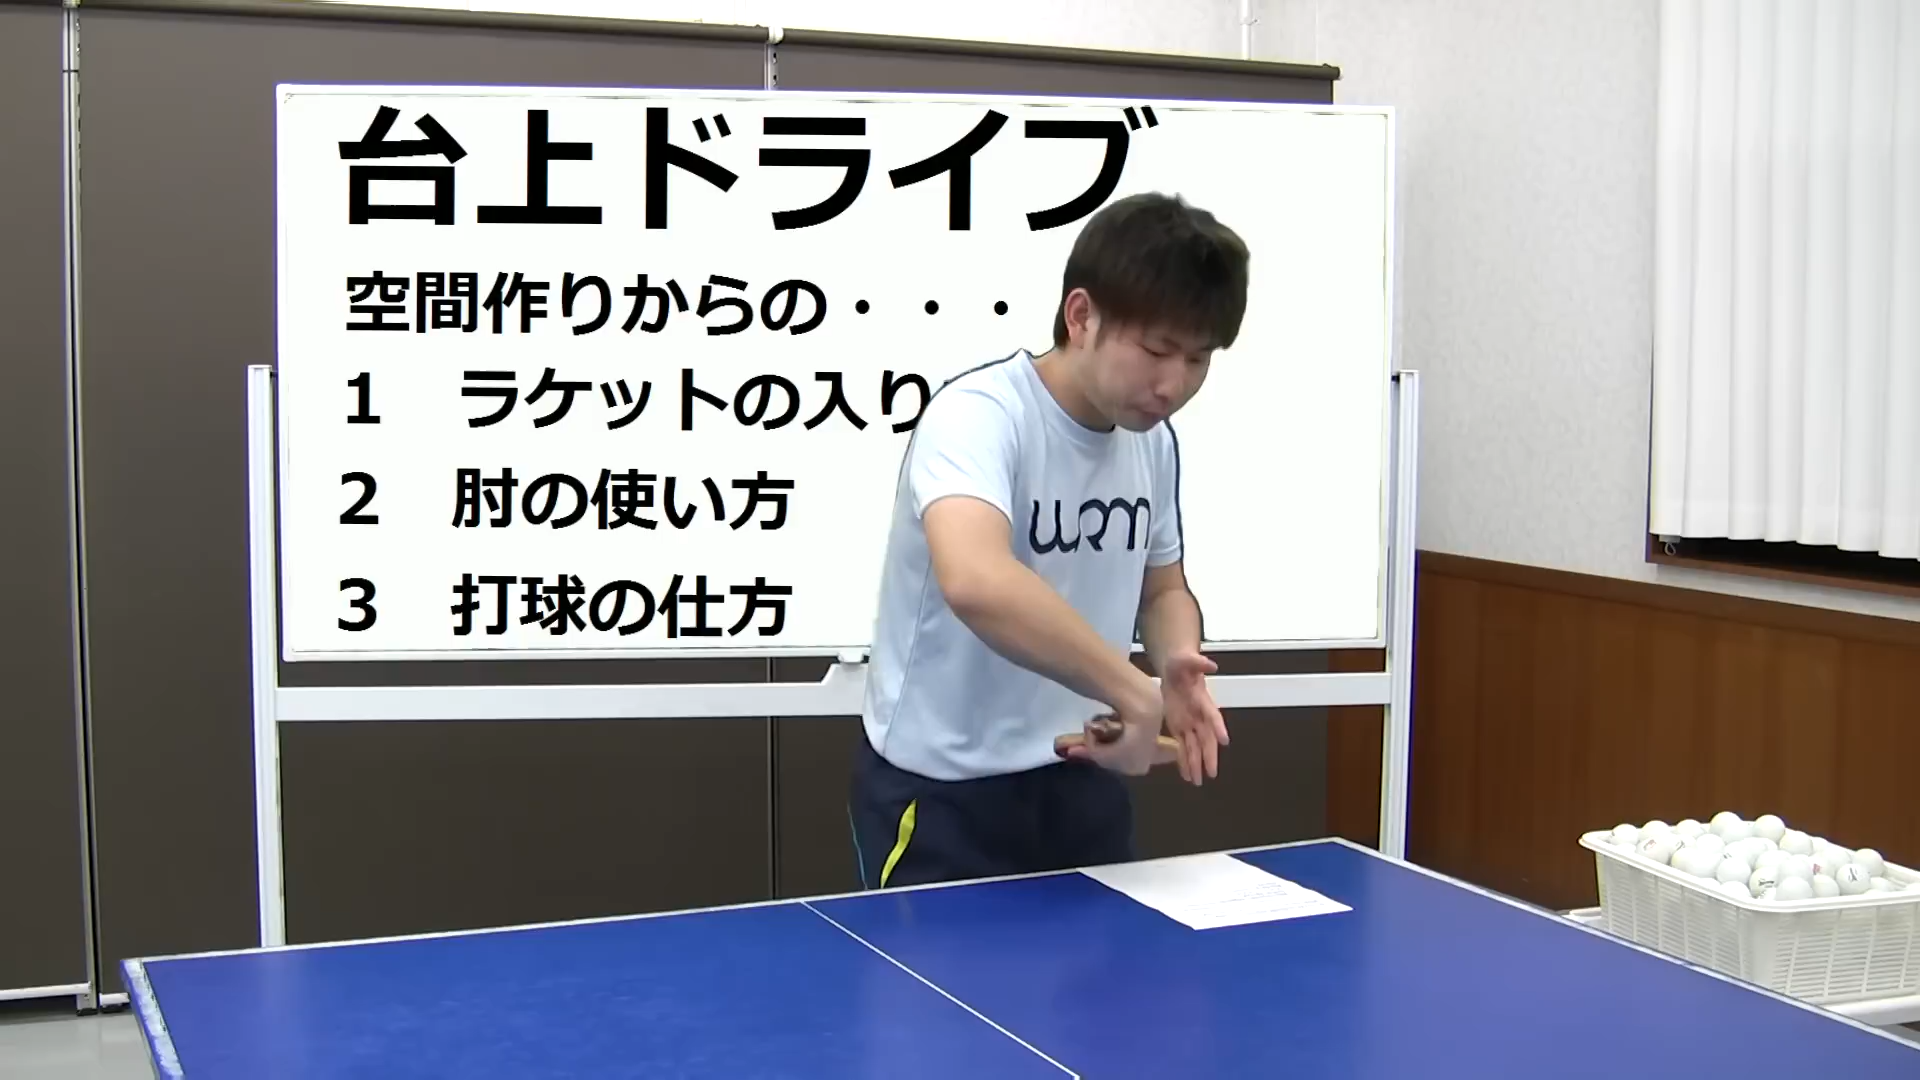 台上ドライブ
空間作りからの・・・
1 ラケットの入り
2 肘の使い方
3 打球の仕方
WRM